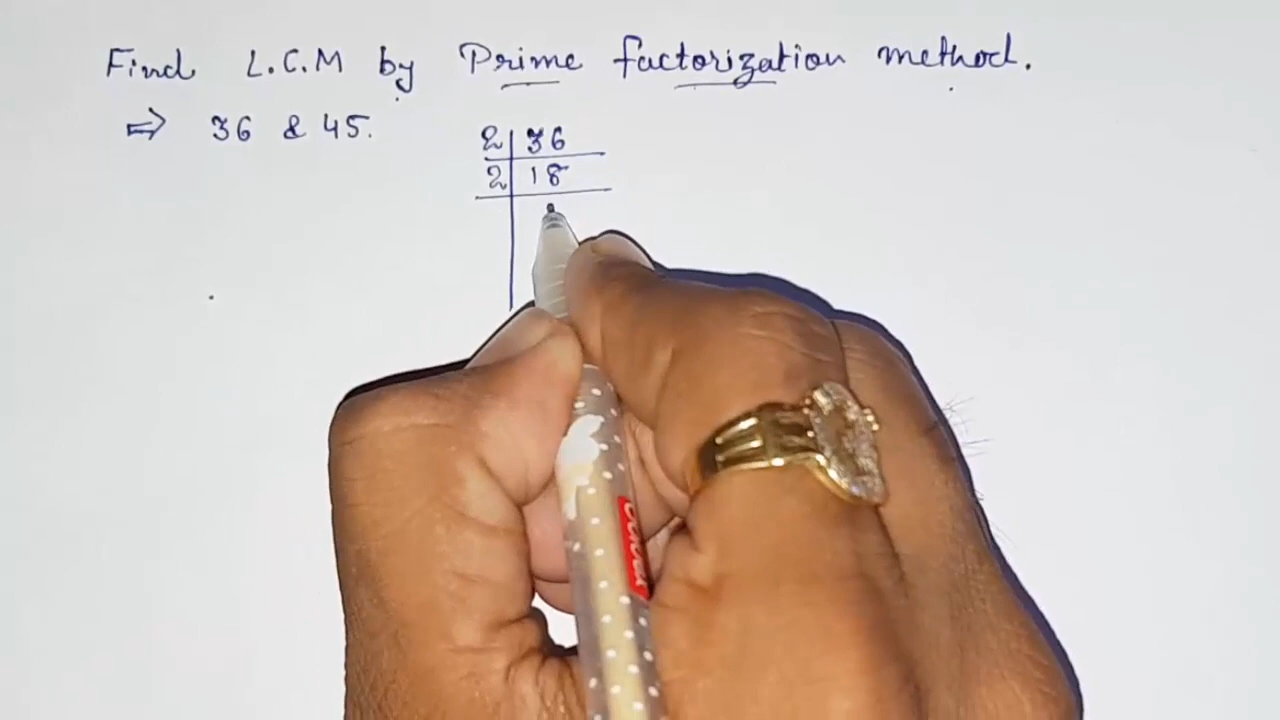 Find L.C.M by Prime factorization method.
⇒ 36 & 45.
2 | 36
2 | 18